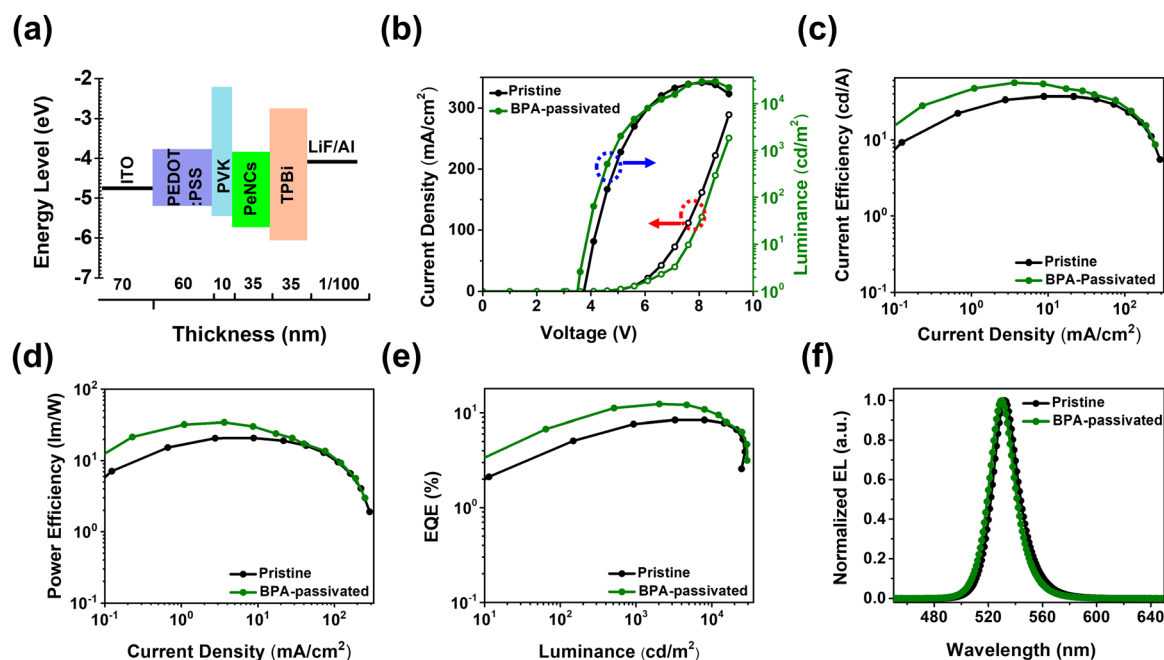 (a)
-2
-3
-4
-5
-6
-7
Energy Level (eV)
ITO
PEDOT
:PSS
PVK
PeNCs
TPBi
LiF/Al
70
60
10
35
35
1/100
Thickness (nm)
(b)
Pristine
BPA-passivated
300
200
100
0
Current Density (mA/cm²)
10⁴
10³
10²
10¹
10⁰
Luminance (cd/m²)
0
2
4
6
8
10
Voltage (V)
(c)
10¹
10⁰
10⁻¹
Current Efficiency (cd/A)
Pristine
BPA-Passivated
10⁻¹
10⁰
10¹
10²
Current Density (mA/cm²)
(d)
10²
10¹
10⁰
10⁻¹
Power Efficiency (lm/W)
Pristine
BPA-passivated
10⁻¹
10⁰
10¹
10²
Current Density (mA/cm²)
(e)
10¹
10⁰
10⁻¹
EQE (%)
Pristine
BPA-passivated
10¹
10²
10³
10⁴
Luminance (cd/m²)
(f)
1.0
0.8
0.6
0.4
0.2
0.0
Normalized EL (a.u.)
Pristine
BPA-passivated
480
520
560
600
640
Wavelength (nm)